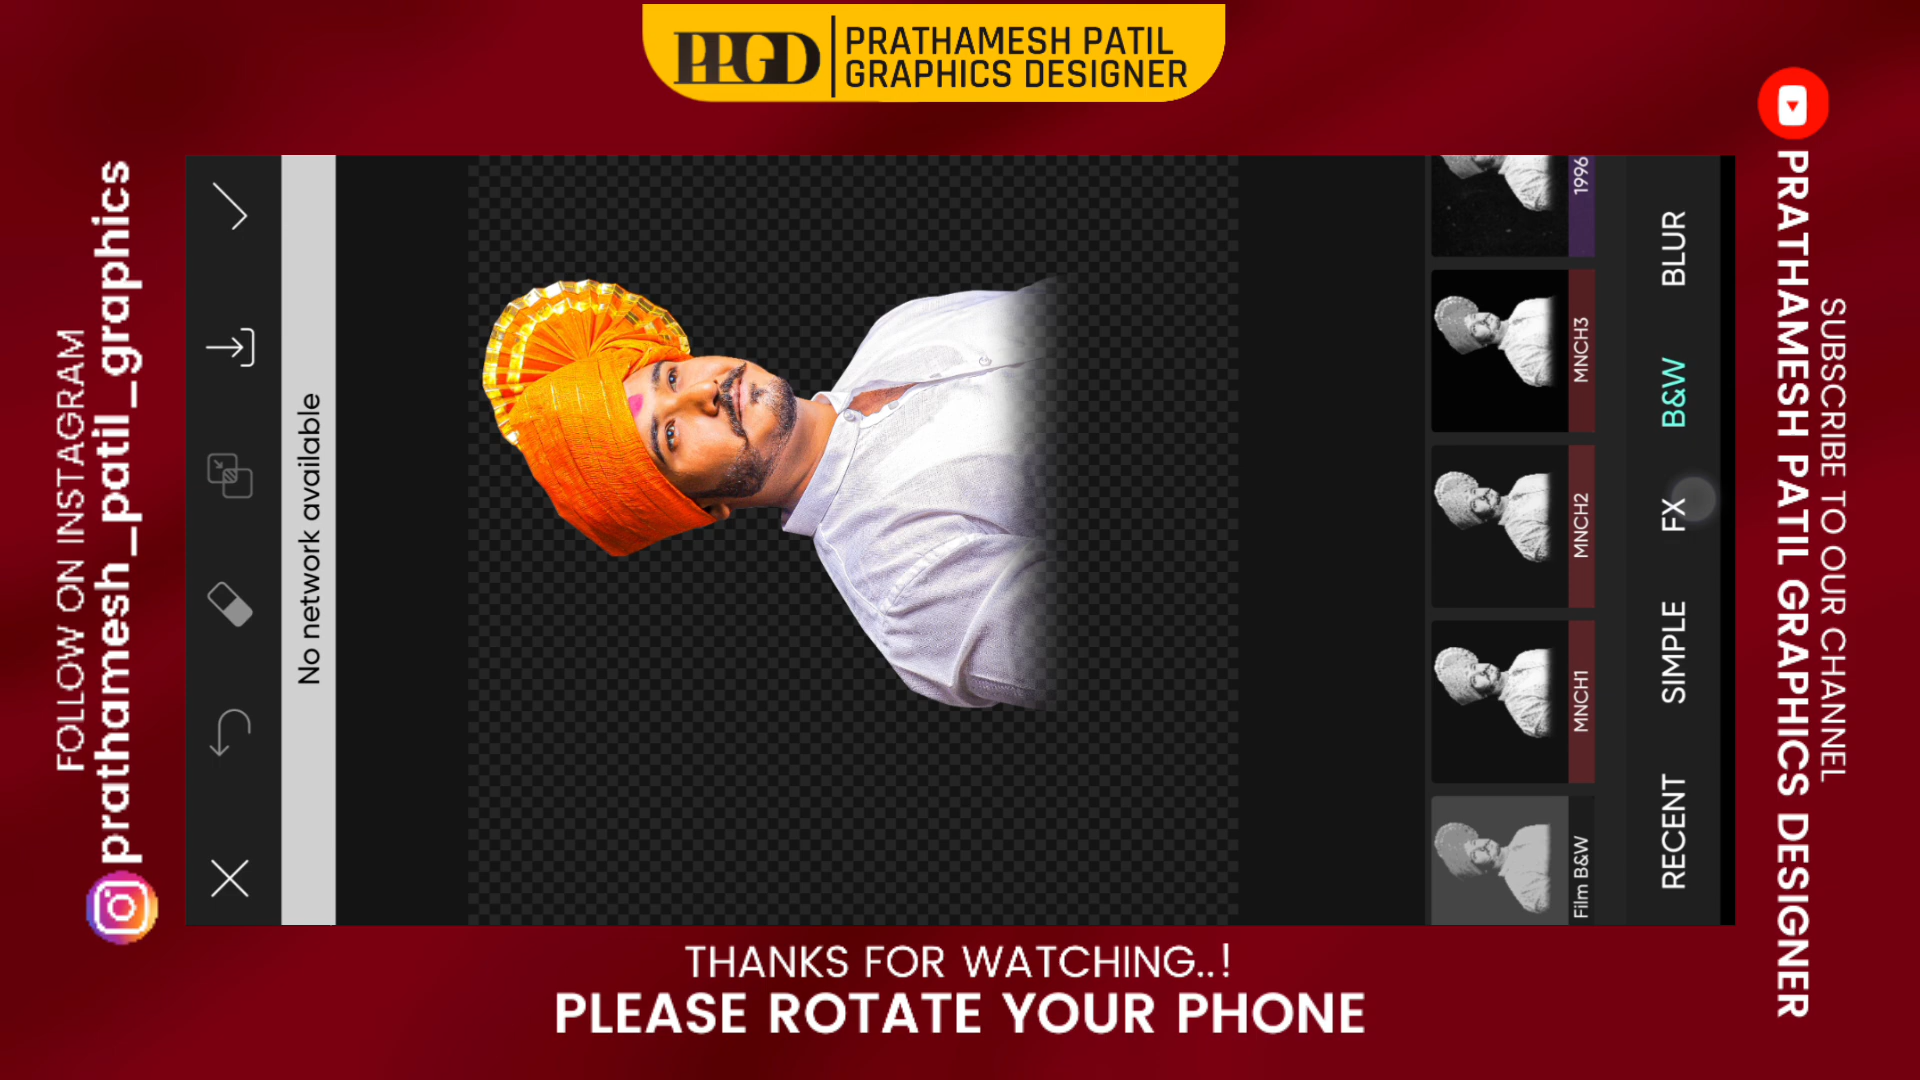 PPGD
PRATHAMESH PATIL
GRAPHICS DESIGNER
FOLLOW ON INSTAGRAM
prathamesh_patil_graphics
No network available
1996
MNCH3
MNCH2
MNCH1
Film B&W
BLUR
B&W
FX
SIMPLE
RECENT
SUBSCRIBE TO OUR CHANNEL
PRATHAMESH PATIL GRAPHICS DESIGNER
THANKS FOR WATCHING..!
PLEASE ROTATE YOUR PHONE